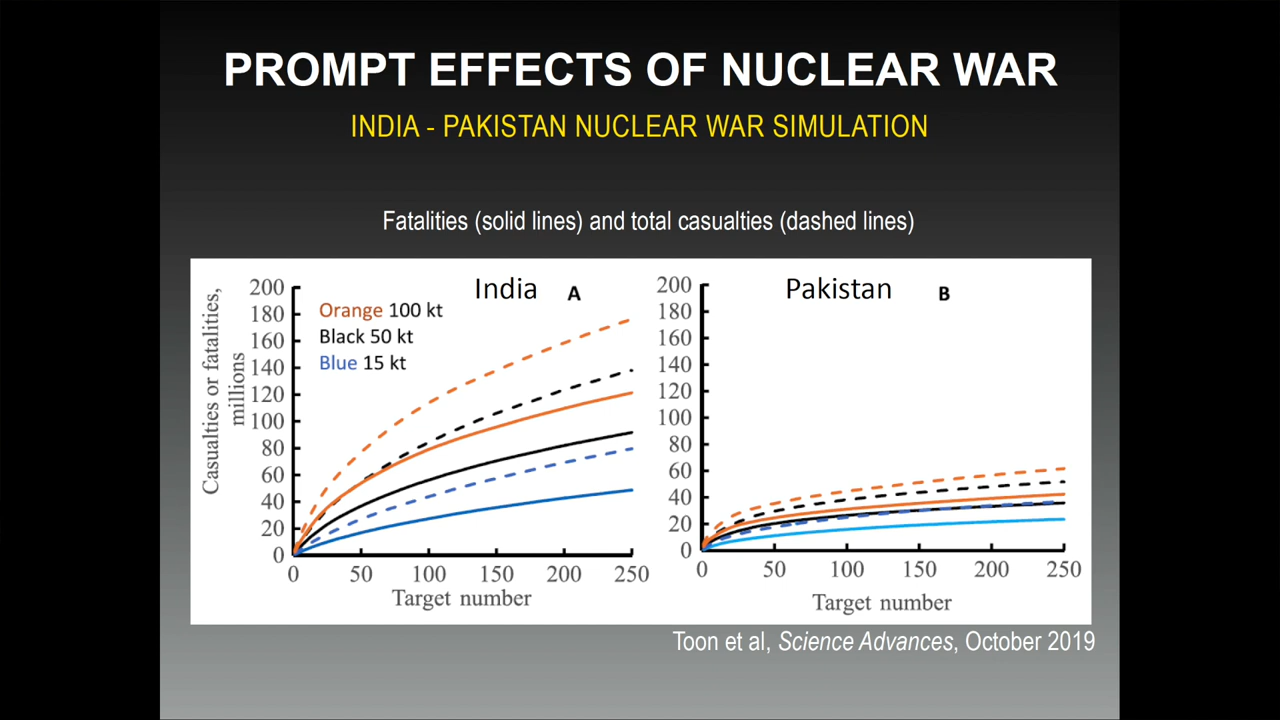 PROMPT EFFECTS OF NUCLEAR WAR
INDIA - PAKISTAN NUCLEAR WAR SIMULATION
Fatalities (solid lines) and total casualties (dashed lines)
India A
Orange 100 kt
Black 50 kt
Blue 15 kt
Casualties or fatalities,
millions
200
180
160
140
120
100
80
60
40
20
0
0 50 100 150 200 250
Target number
Pakistan B
200
180
160
140
120
100
80
60
40
20
0
0 50 100 150 200 250
Target number
Toon et al, Science Advances, October 2019